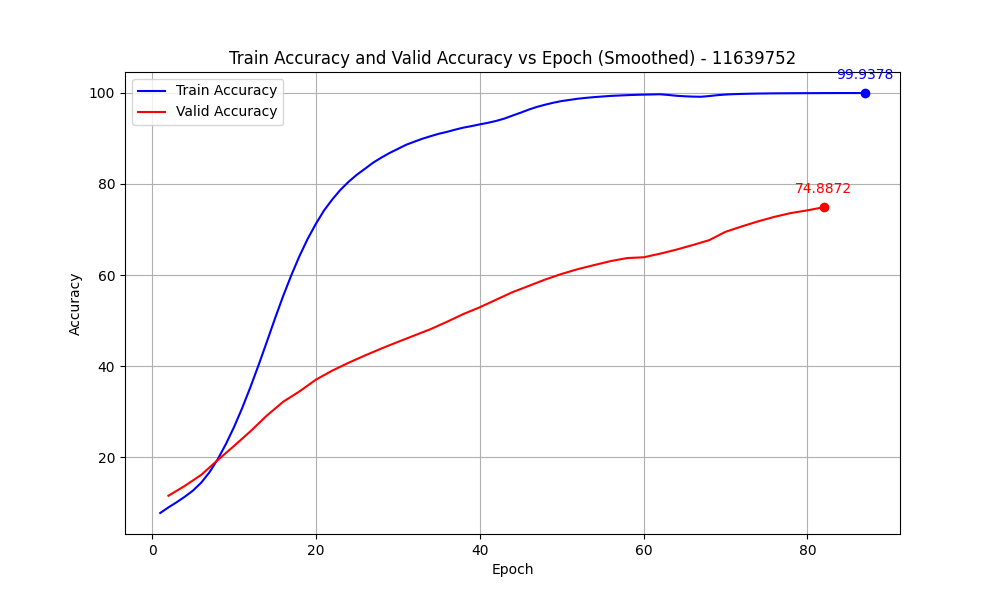 Train Accuracy and Valid Accuracy vs Epoch (Smoothed) - 11639752
99.9378
Train Accuracy
Valid Accuracy
74.8872
100
80
60
40
20
Accuracy
0
20
40
60
80
Epoch